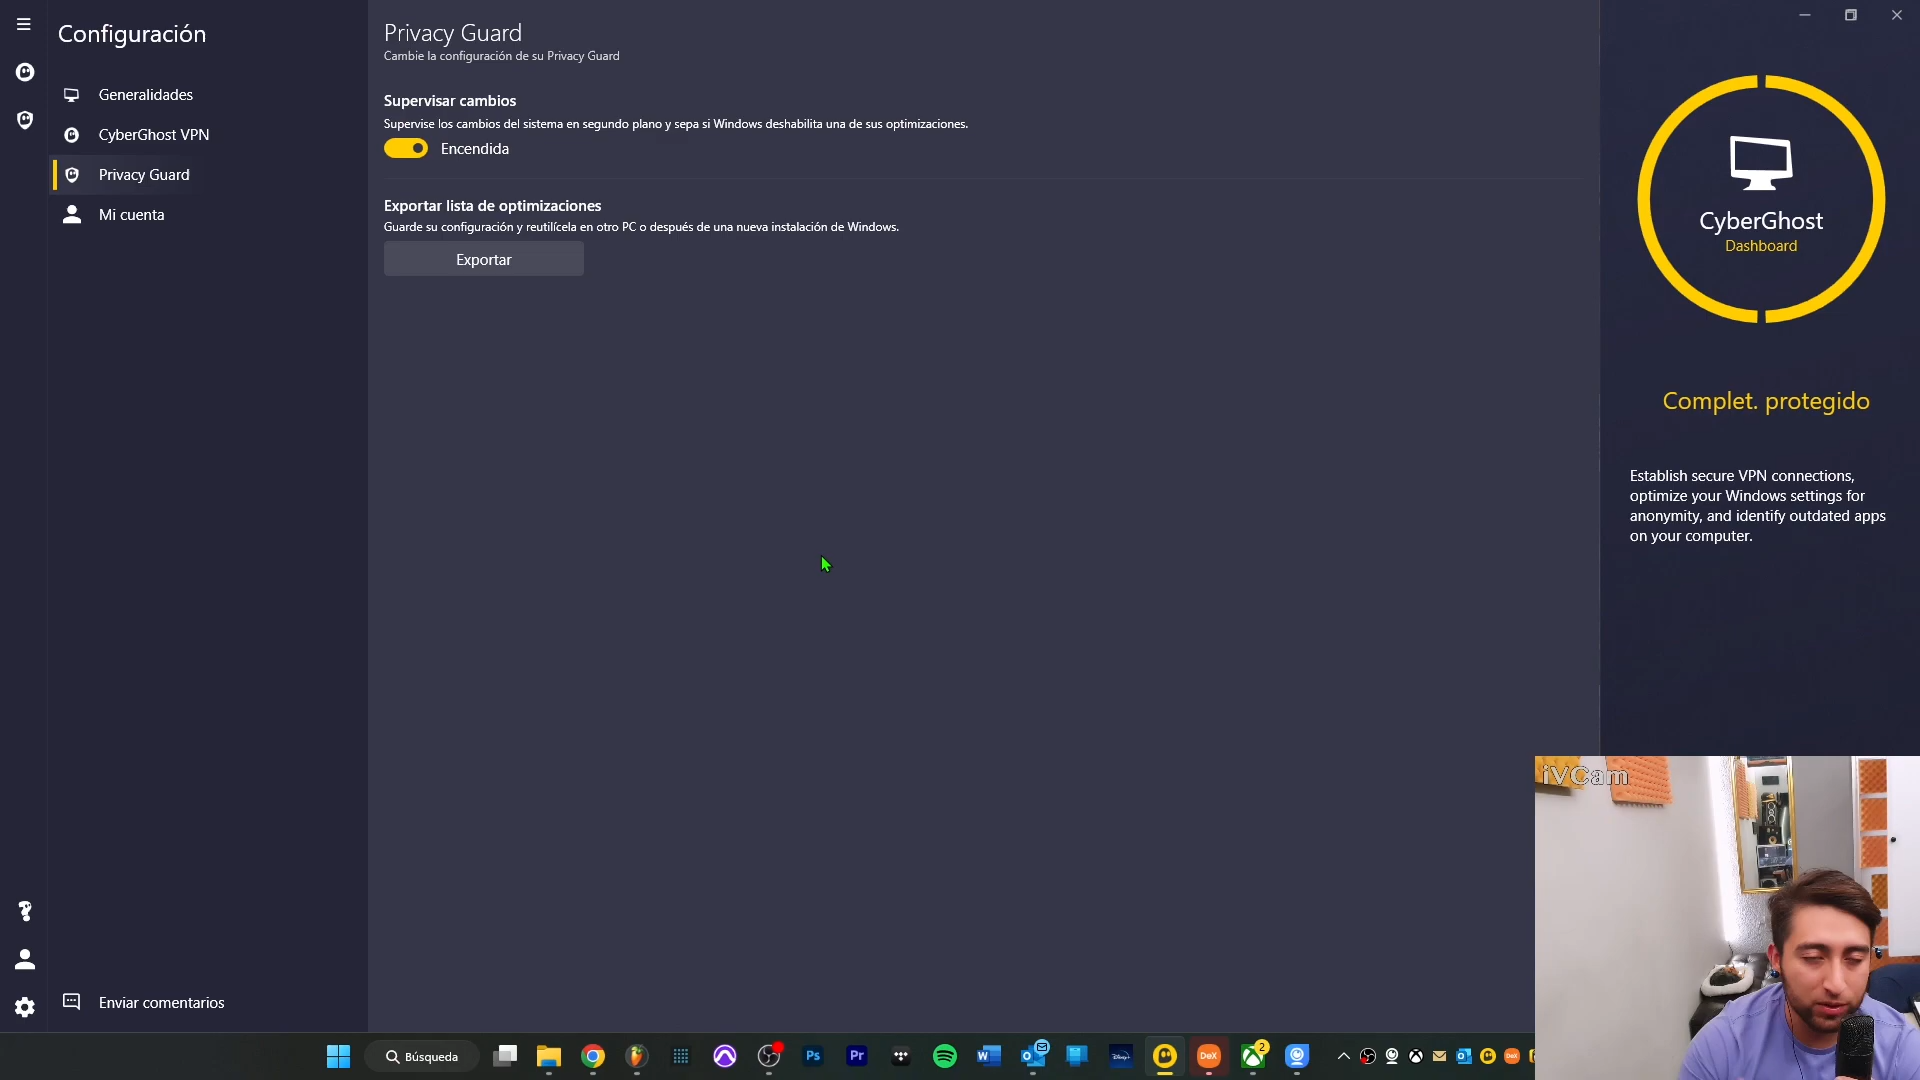 Configuración
Generalidades
CyberGhost VPN
Privacy Guard
Mi cuenta
Enviar comentarios
Privacy Guard
Cambie la configuración de su Privacy Guard
Supervisar cambios
Supervise los cambios del sistema en segundo plano y sepa si Windows deshabilita una de sus optimizaciones.
Encendida
Exportar lista de optimizaciones
Guarde su configuración y reutilícela en otro PC o después de una nueva instalación de Windows.
Exportar
CyberGhost
Dashboard
Complet. protegido
Establish secure VPN connections,
optimize your Windows settings for
anonymity, and identify outdated apps
on your computer.
iVCam
Búsqueda
Ps
Pr
DeX
2